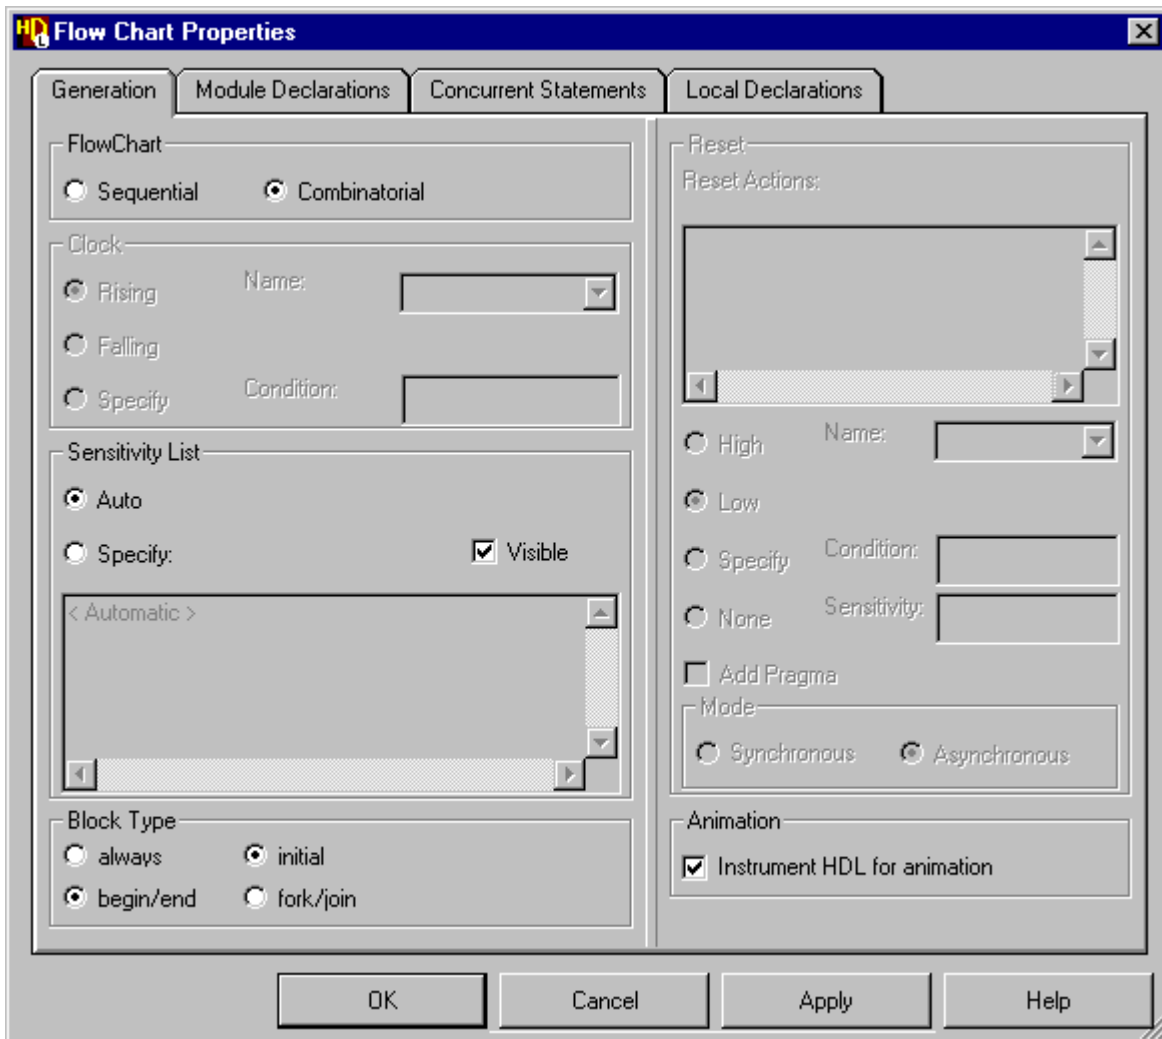 HDL Flow Chart Properties
Generation Module Declarations Concurrent Statements Local Declarations
FlowChart
Sequential Combinatorial
Clock
Rising Name:
Falling
Specify Condition:
Sensitivity List
Auto
Specify: Visible
< Automatic >
Block Type
always initial
begin/end fork/join
Reset
Reset Actions:
High Name:
Low
Specify Condition:
None Sensitivity:
Add Pragma
Mode
Synchronous Asynchronous
Animation
Instrument HDL for animation
OK Cancel Apply Help